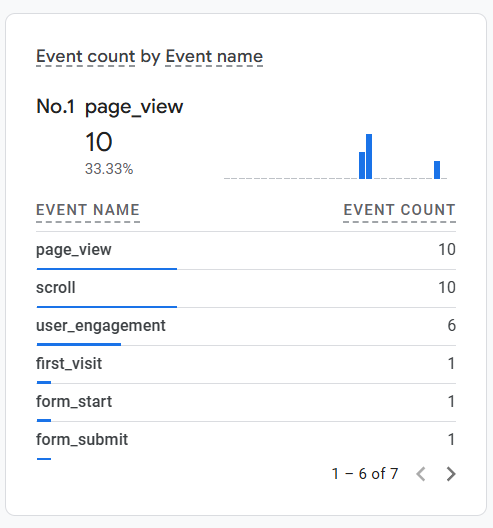 Event count by Event name
No.1 page_view
10
33.33%
EVENT NAME EVENT COUNT
page_view 10
scroll 10
user_engagement 6
first_visit 1
form_start 1
form_submit 1
1 – 6 of 7